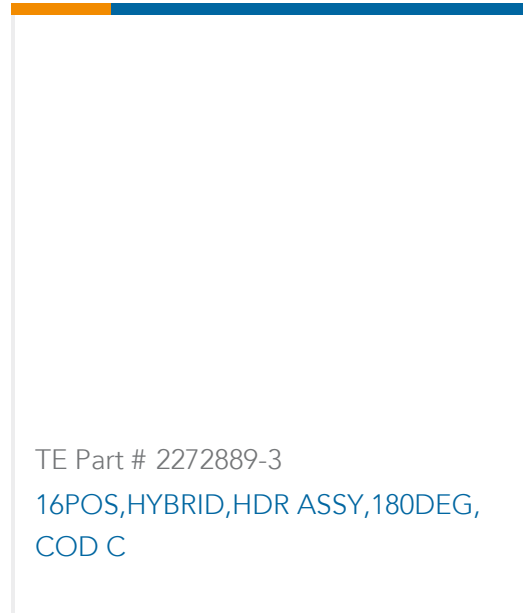 TE Part # 2272889-3
16POS,HYBRID,HDR ASSY,180DEG,
COD C